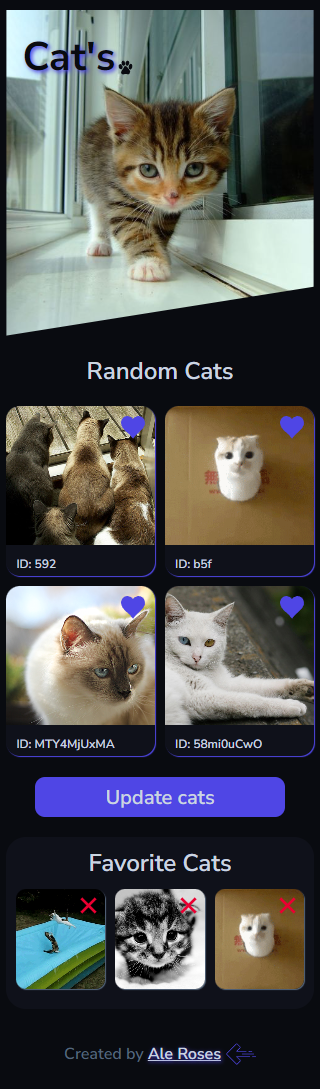 Cat's
Random Cats
ID: 592
ID: b5f
ID: MTY4MjUxMA
ID: 58mi0uCwO
Update cats
Favorite Cats
Created by Ale Roses